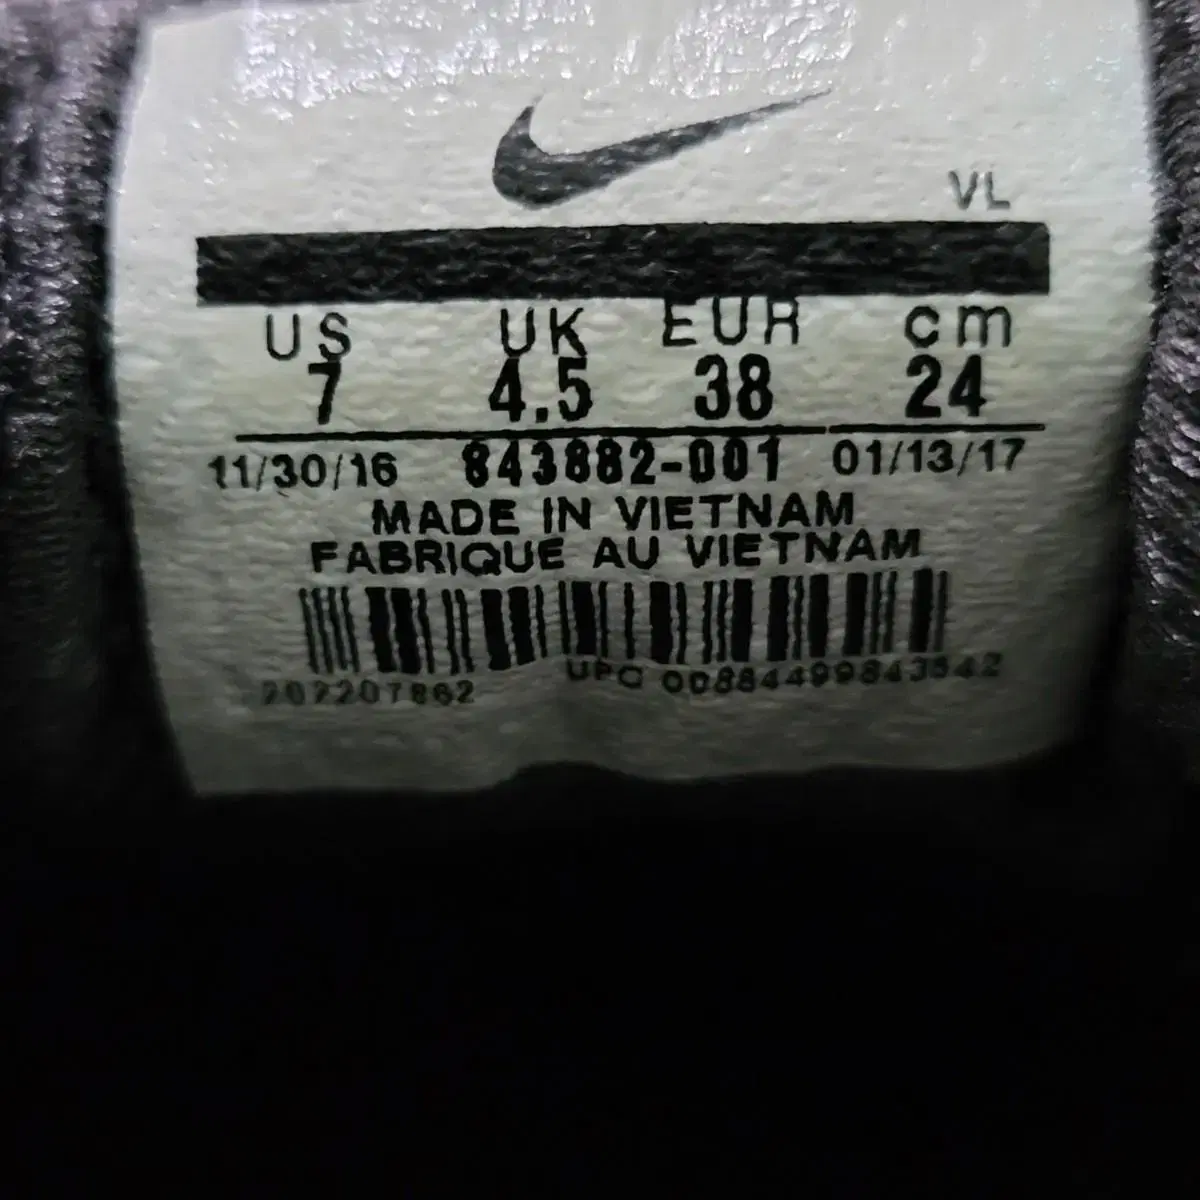 VL
US UK EUR cm
7 4.5 38 24
11/30/16 843882-001 01/13/17
MADE IN VIETNAM
FABRIQUE AU VIETNAM
202207862 UPC 00884499843542